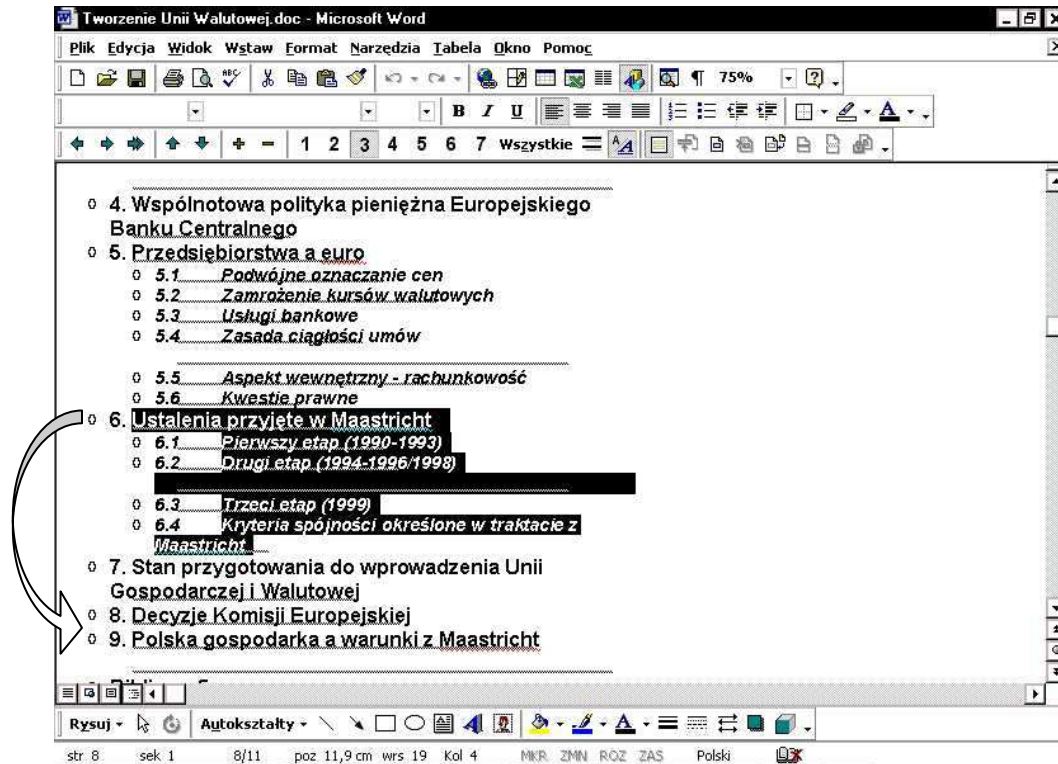 Tworzenie Unii Walutowej.doc - Microsoft Word
Plik Edycja Widok Wstaw Format Narzędzia Tabela Okno Pomoc
ABC ¶ 75%
B I U A
1 2 3 4 5 6 7 Wszystkie
4. Wspólnotowa polityka pieniężna Europejskiego
Banku Centralnego
5. Przedsiębiorstwa a euro
5.1 Podwójne oznaczanie cen
5.2 Zamrożenie kursów walutowych
5.3 Usługi bankowe
5.4 Zasada ciągłości umów
5.5 Aspekt wewnętrzny - rachunkowość
5.6 Kwestie prawne
6. Ustalenia przyjęte w Maastricht
6.1 Pierwszy etap (1990-1993)
6.2 Drugi etap (1994-1996/1998)
6.3 Trzeci etap (1999)
6.4 Kryteria spójności określone w traktacie z
Maastricht
7. Stan przygotowania do wprowadzenia Unii
Gospodarczej i Walutowej
8. Decyzje Komisji Europejskiej
9. Polska gospodarka a warunki z Maastricht
Rysuj Autokształty A
str 8 sek 1 8/11 poz 11,9 cm wrs 19 Kol 4 MKR ZMN ROZ ZAS Polski